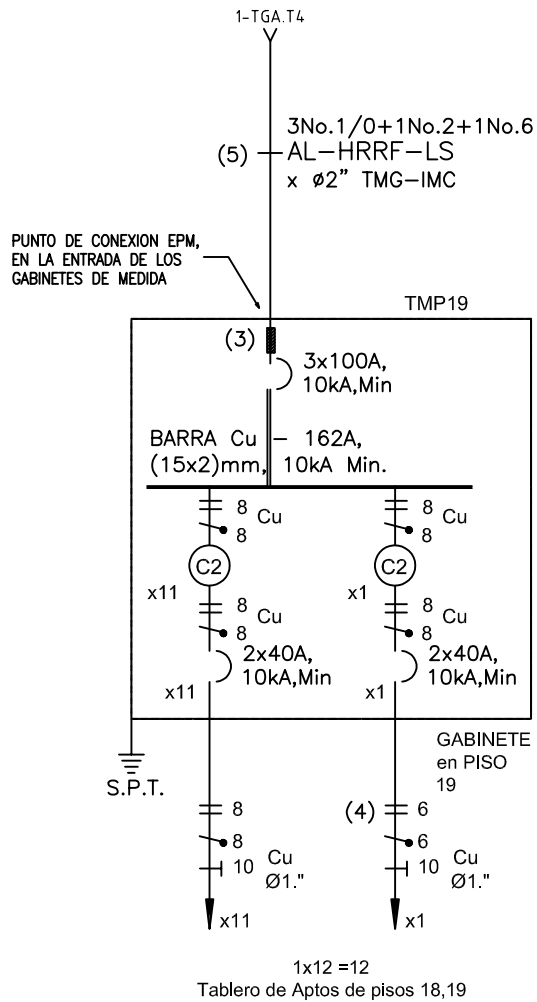 1-TGA.T4
3No.1/0+1No.2+1No.6
(5)
AL-HRRF-LS
x ø2" TMG-IMC
PUNTO DE CONEXION EPM,
EN LA ENTRADA DE LOS
GABINETES DE MEDIDA
TMP19
(3)
3x100A,
10kA,Min
BARRA Cu - 162A,
(15x2)mm, 10kA Min.
8
Cu
8
8
Cu
8
C2
C2
x11
x1
8
Cu
8
8
Cu
8
2x40A,
10kA,Min
x11
2x40A,
10kA,Min
x1
GABINETE
en PISO
19
S.P.T.
8
8
10
Cu
Ø1."
(4)
6
6
10
Cu
Ø1."
x11
x1
1x12 =12
Tablero de Aptos de pisos 18,19